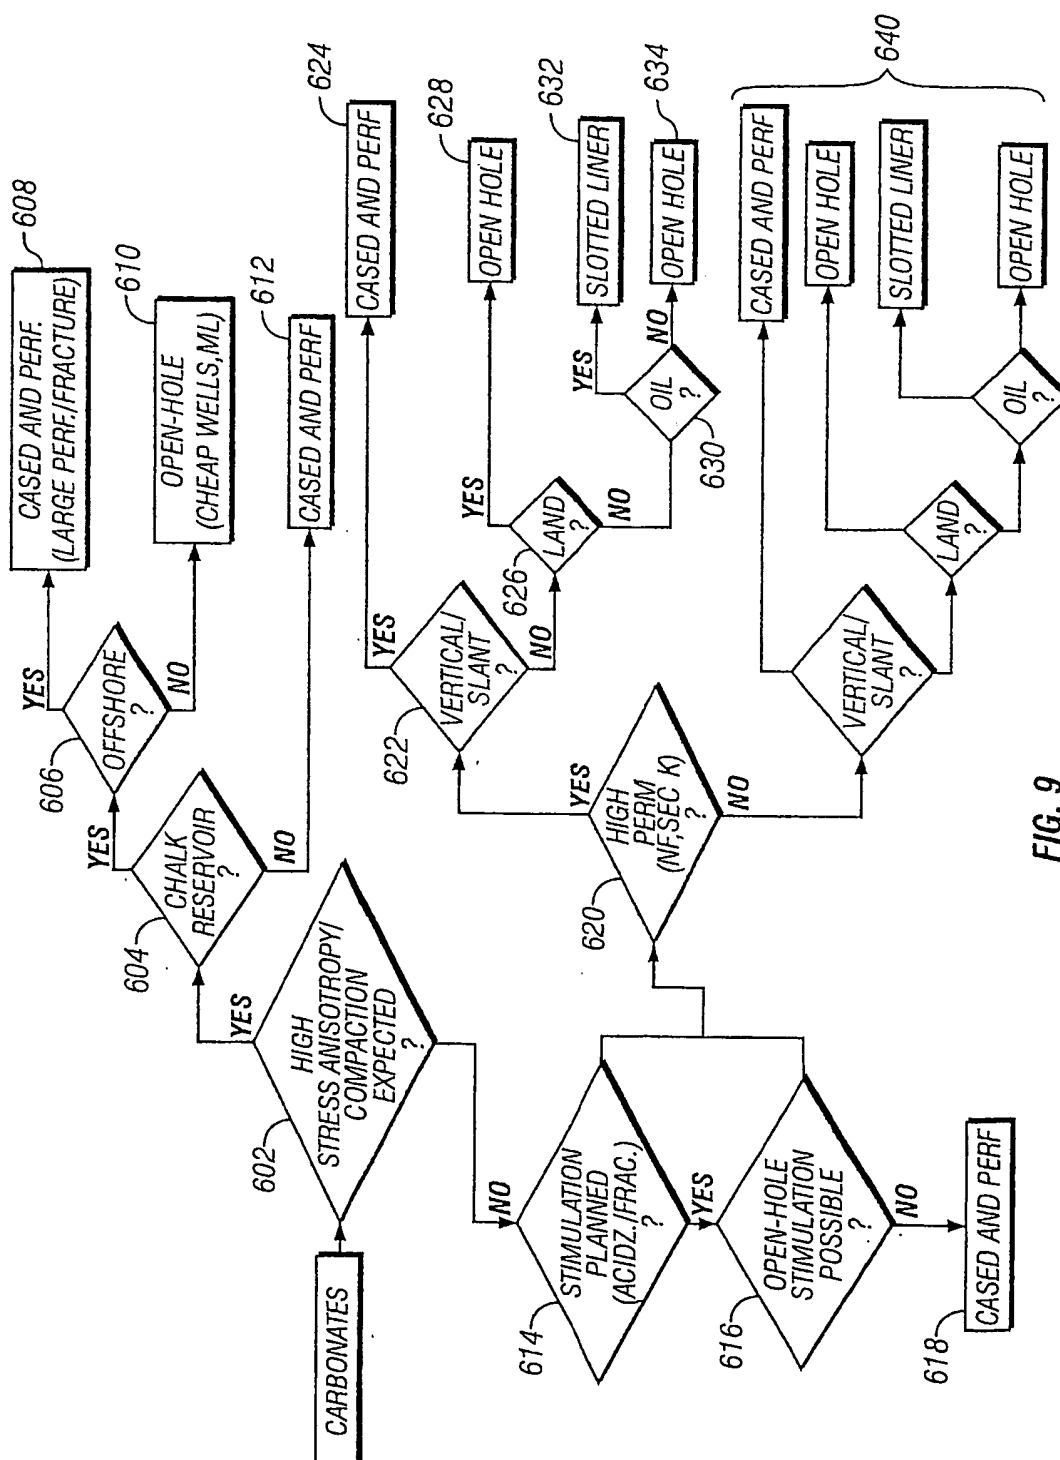 CARBONATES
602
HIGH
STRESS ANISOTROPY/
COMPACTION
EXPECTED
?
YES
NO
604
CHALK
RESERVOIR
?
YES
NO
606
OFFSHORE
?
YES
NO
608
CASED AND PERF.
(LARGE PERF./FRACTURE)
610
OPEN-HOLE
(CHEAP WELLS,ML)
612
CASED AND PERF
614
STIMULATION
PLANNED
(ACIDZ./FRAC.)
?
YES
616
OPEN-HOLE
STIMULATION
POSSIBLE
?
NO
618
CASED AND PERF
620
HIGH
PERM
(NF,SEC K)
?
YES
NO
622
VERTICAL/
SLANT
?
YES
NO
624
CASED AND PERF
626
LAND
?
YES
NO
628
OPEN HOLE
630
OIL
?
YES
NO
632
SLOTTED LINER
634
OPEN HOLE
VERTICAL/
SLANT
?
LAND
?
OIL
?
CASED AND PERF
OPEN HOLE
SLOTTED LINER
OPEN HOLE
640
FIG. 9